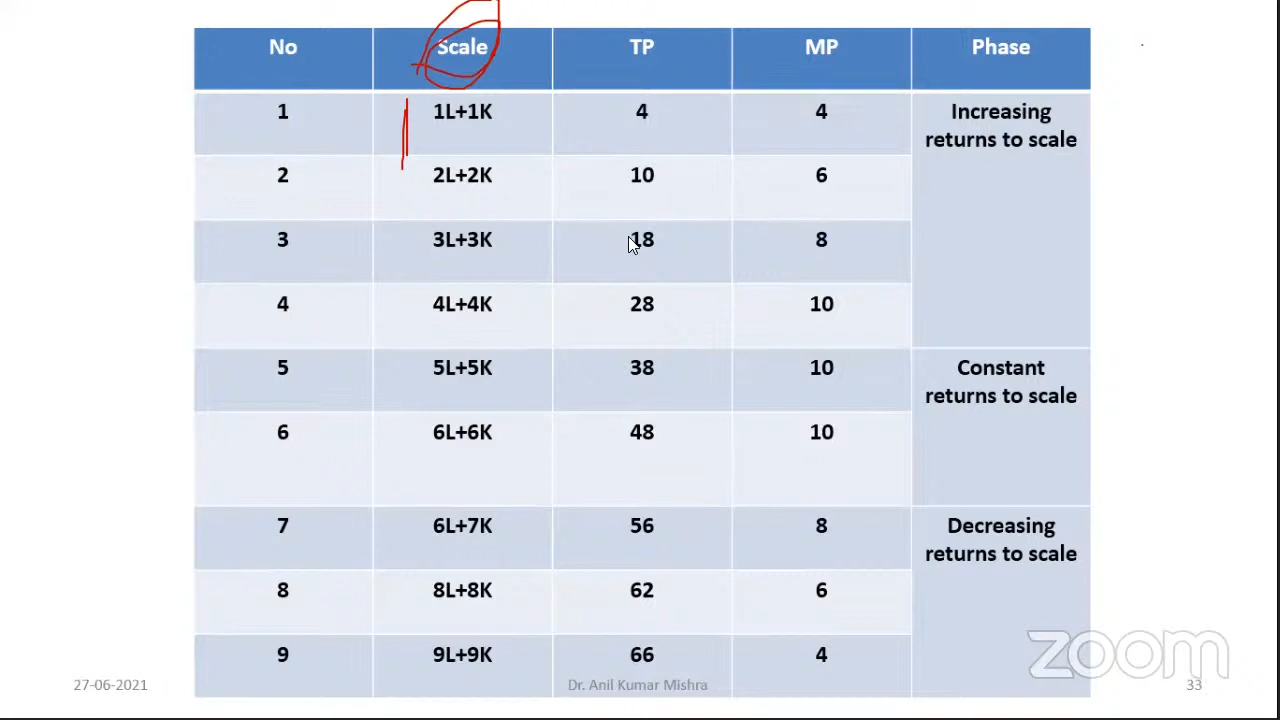 No Scale TP MP Phase
1 1L+1K 4 4 Increasing
returns to scale
2 2L+2K 10 6
3 3L+3K 18 8
4 4L+4K 28 10
5 5L+5K 38 10 Constant
returns to scale
6 6L+6K 48 10
7 6L+7K 56 8 Decreasing
returns to scale
8 8L+8K 62 6
9 9L+9K 66 4
zoom
27-06-2021 Dr. Anil Kumar Mishra 33